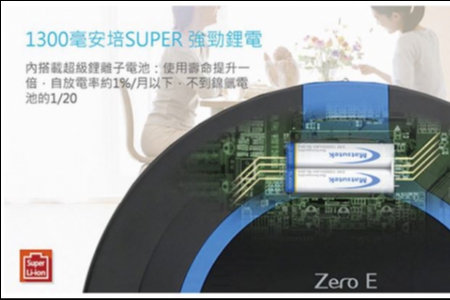 1300毫安培SUPER 強勁鋰電
內搭載超級鋰離子電池：使用壽命提升一
倍，自放電率約1%/月以下，不到鎳氫電
池的1/20
Matsutek
Matsutek
Super
Li-ion
Zero E